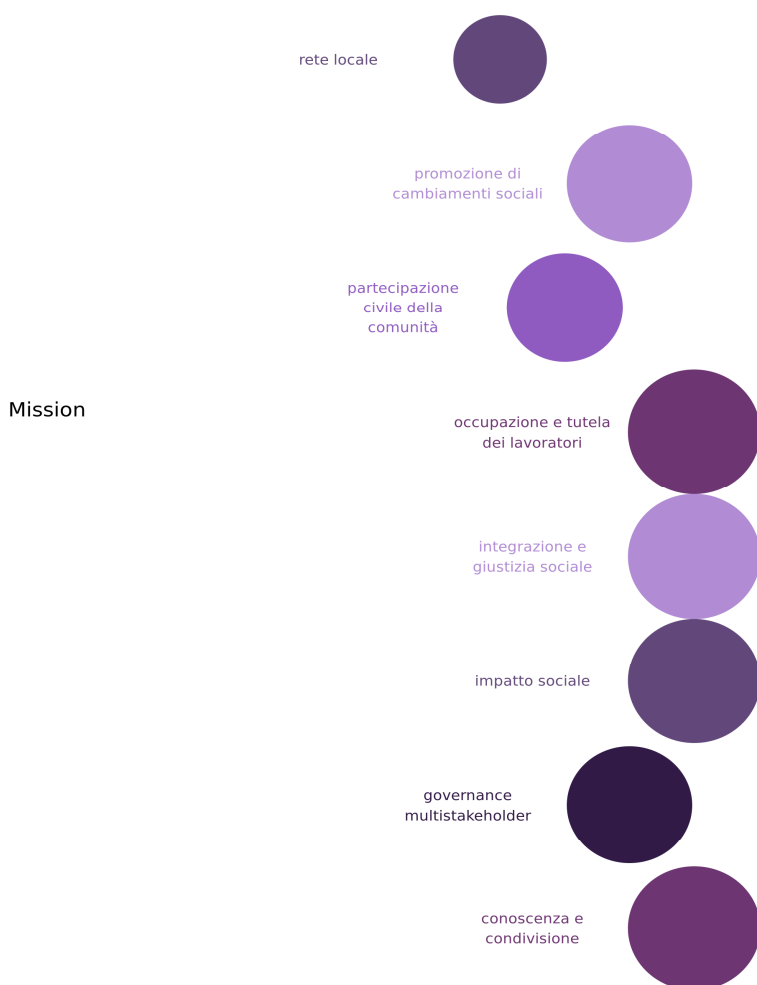 rete locale
promozione di
cambiamenti sociali
partecipazione
civile della
comunità
Mission
occupazione e tutela
dei lavoratori
integrazione e
giustizia sociale
impatto sociale
governance
multistakeholder
conoscenza e
condivisione